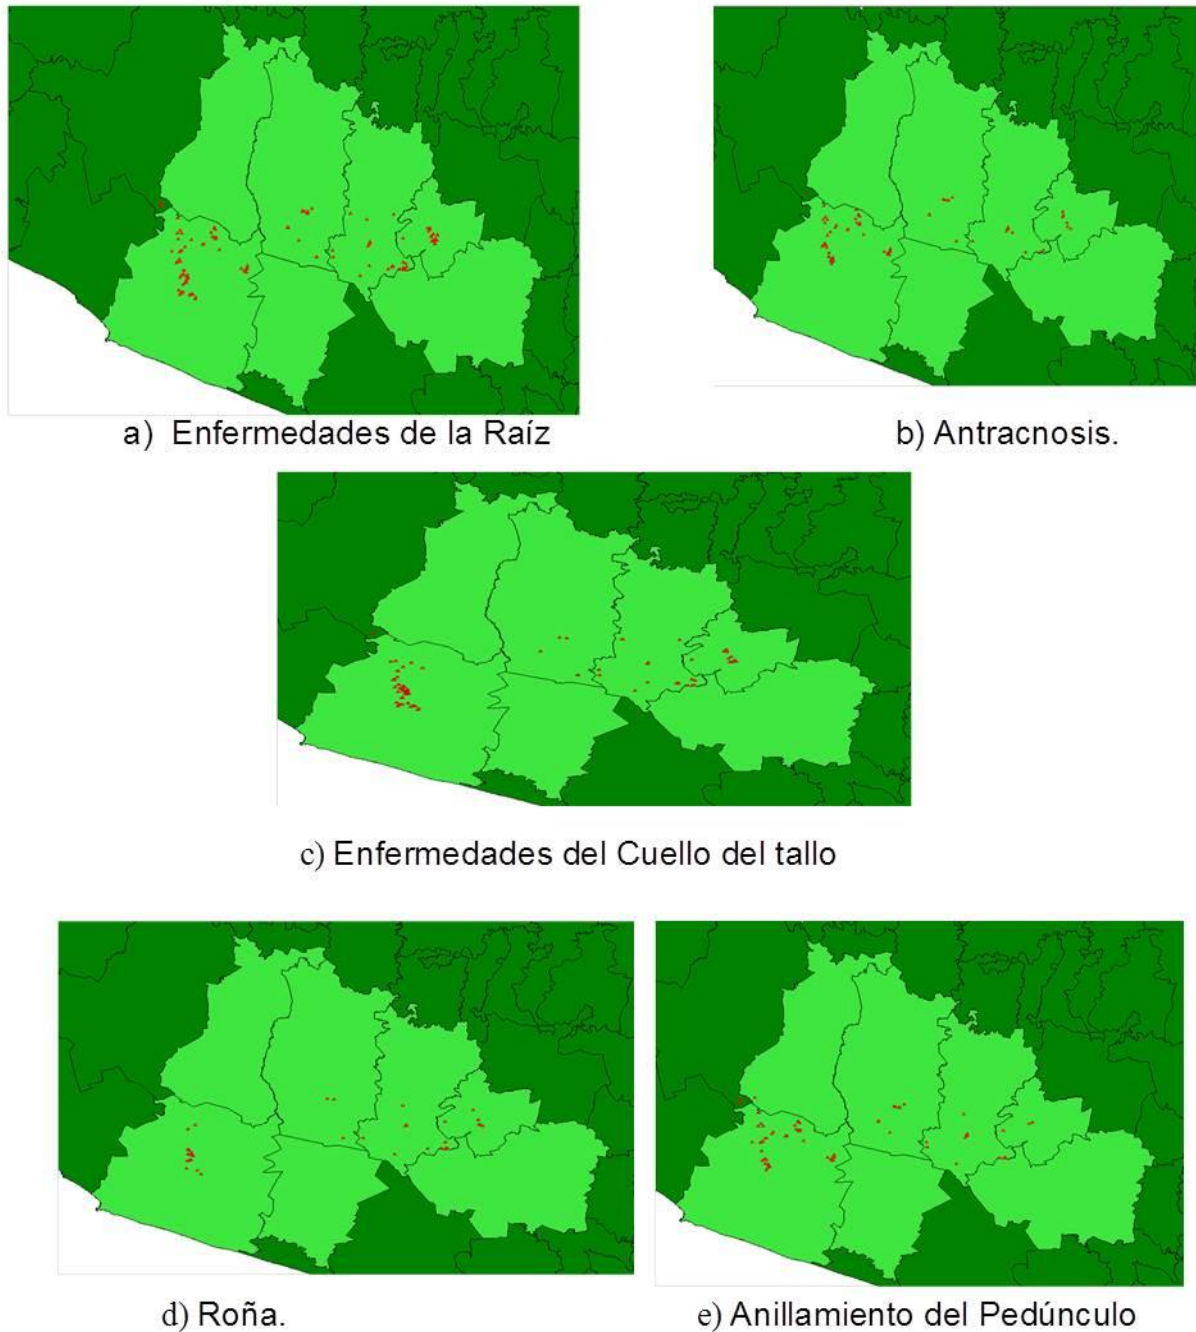 a) Enfermedades de la Raíz
b) Antracnosis.
c) Enfermedades del Cuello del tallo
d) Roña.
e) Anillamiento del Pedúnculo